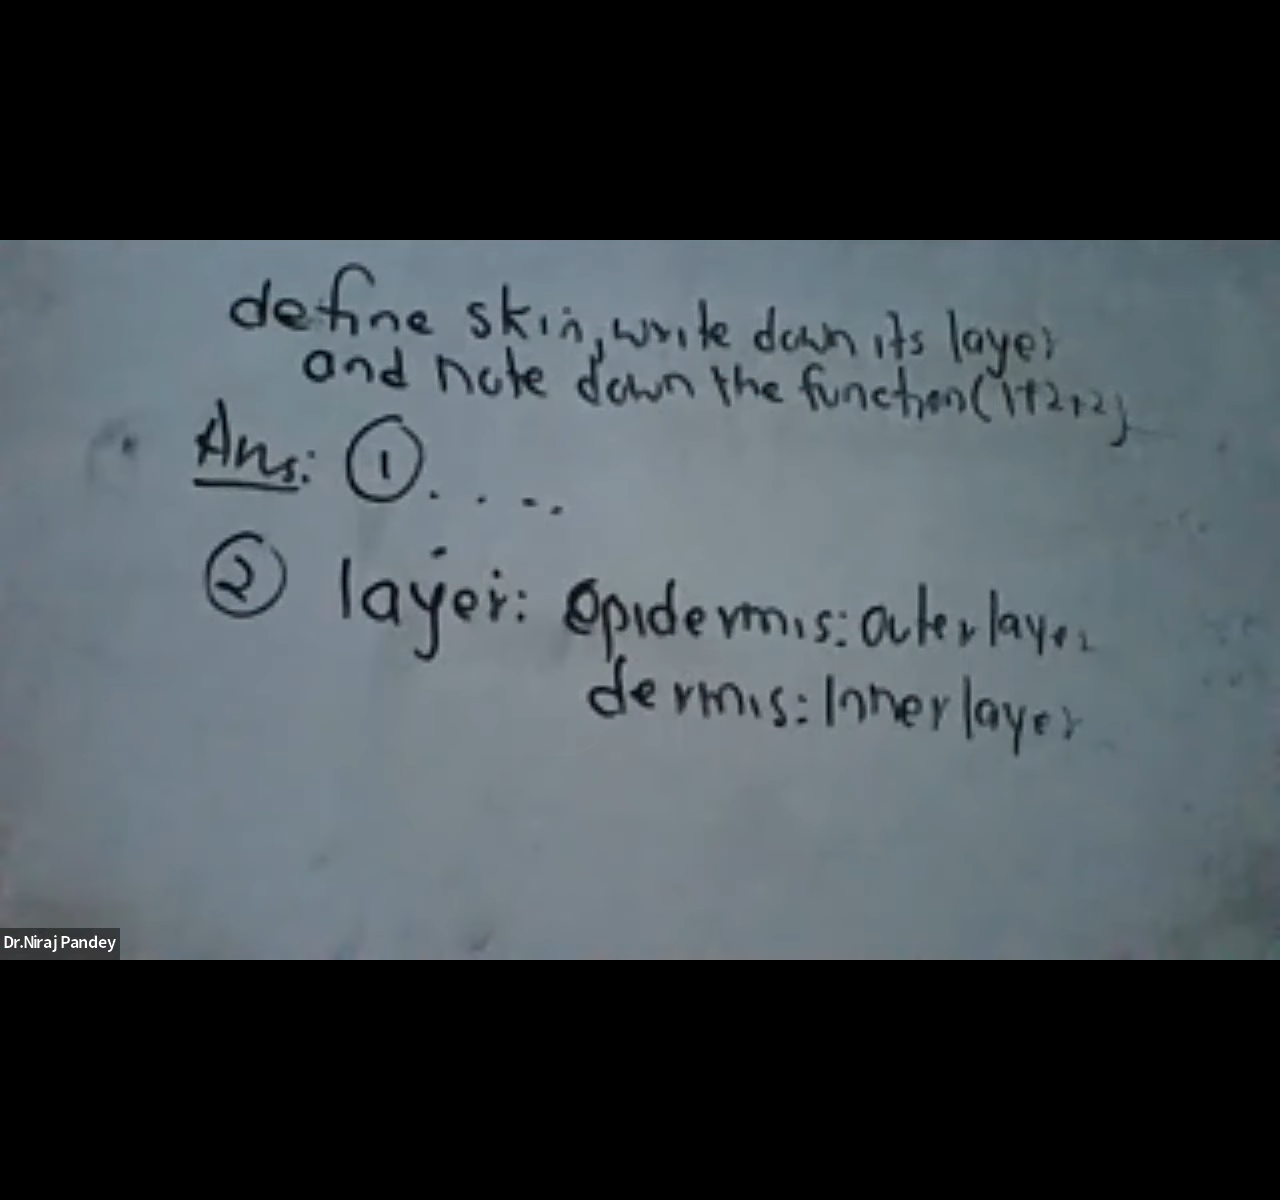 define skin, write down its layer
and note down the function (1+2+2)
Ans: ① . . . .
② layer: epidermis: Outer layer
dermis: Inner layer
Dr.Niraj Pandey